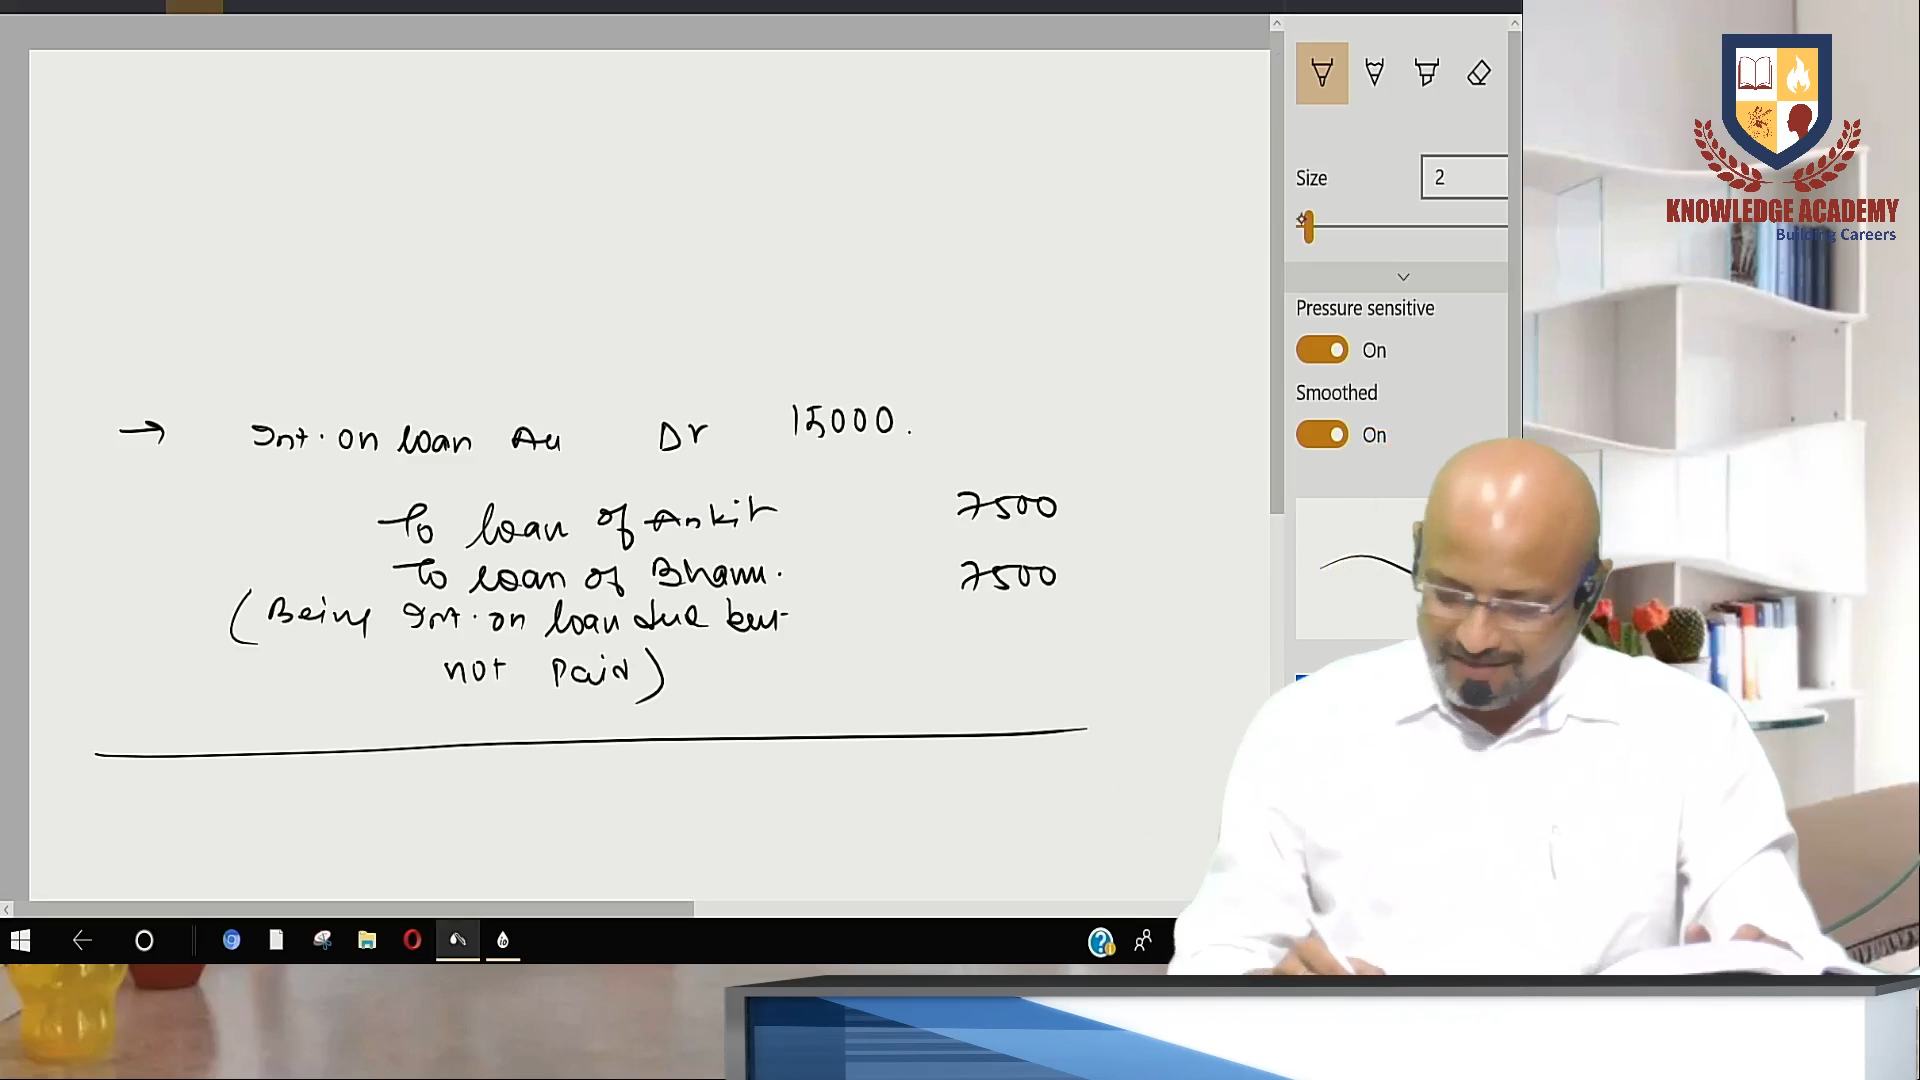 → Int. on loan A/c Dr 15000.
To loan of Ankit 7500
To loan of Bhanu. 7500
(Being Int. on loan due but
not paid)
Size 2
Pressure sensitive
On
Smoothed
On
KNOWLEDGE ACADEMY
Building Careers